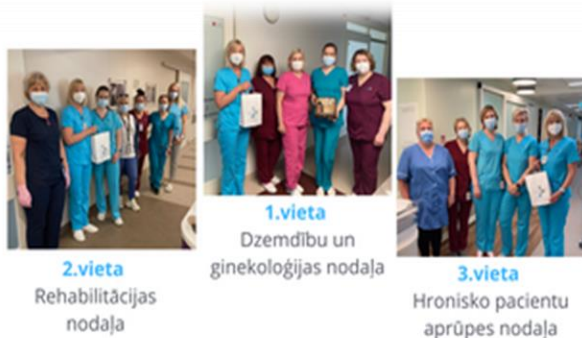 1.vieta
Dzemdību un
ginekoloģijas nodaļa
2.vieta
Rehabilitācijas
nodaļa
3.vieta
Hronisko pacientu
aprūpes nodaļa